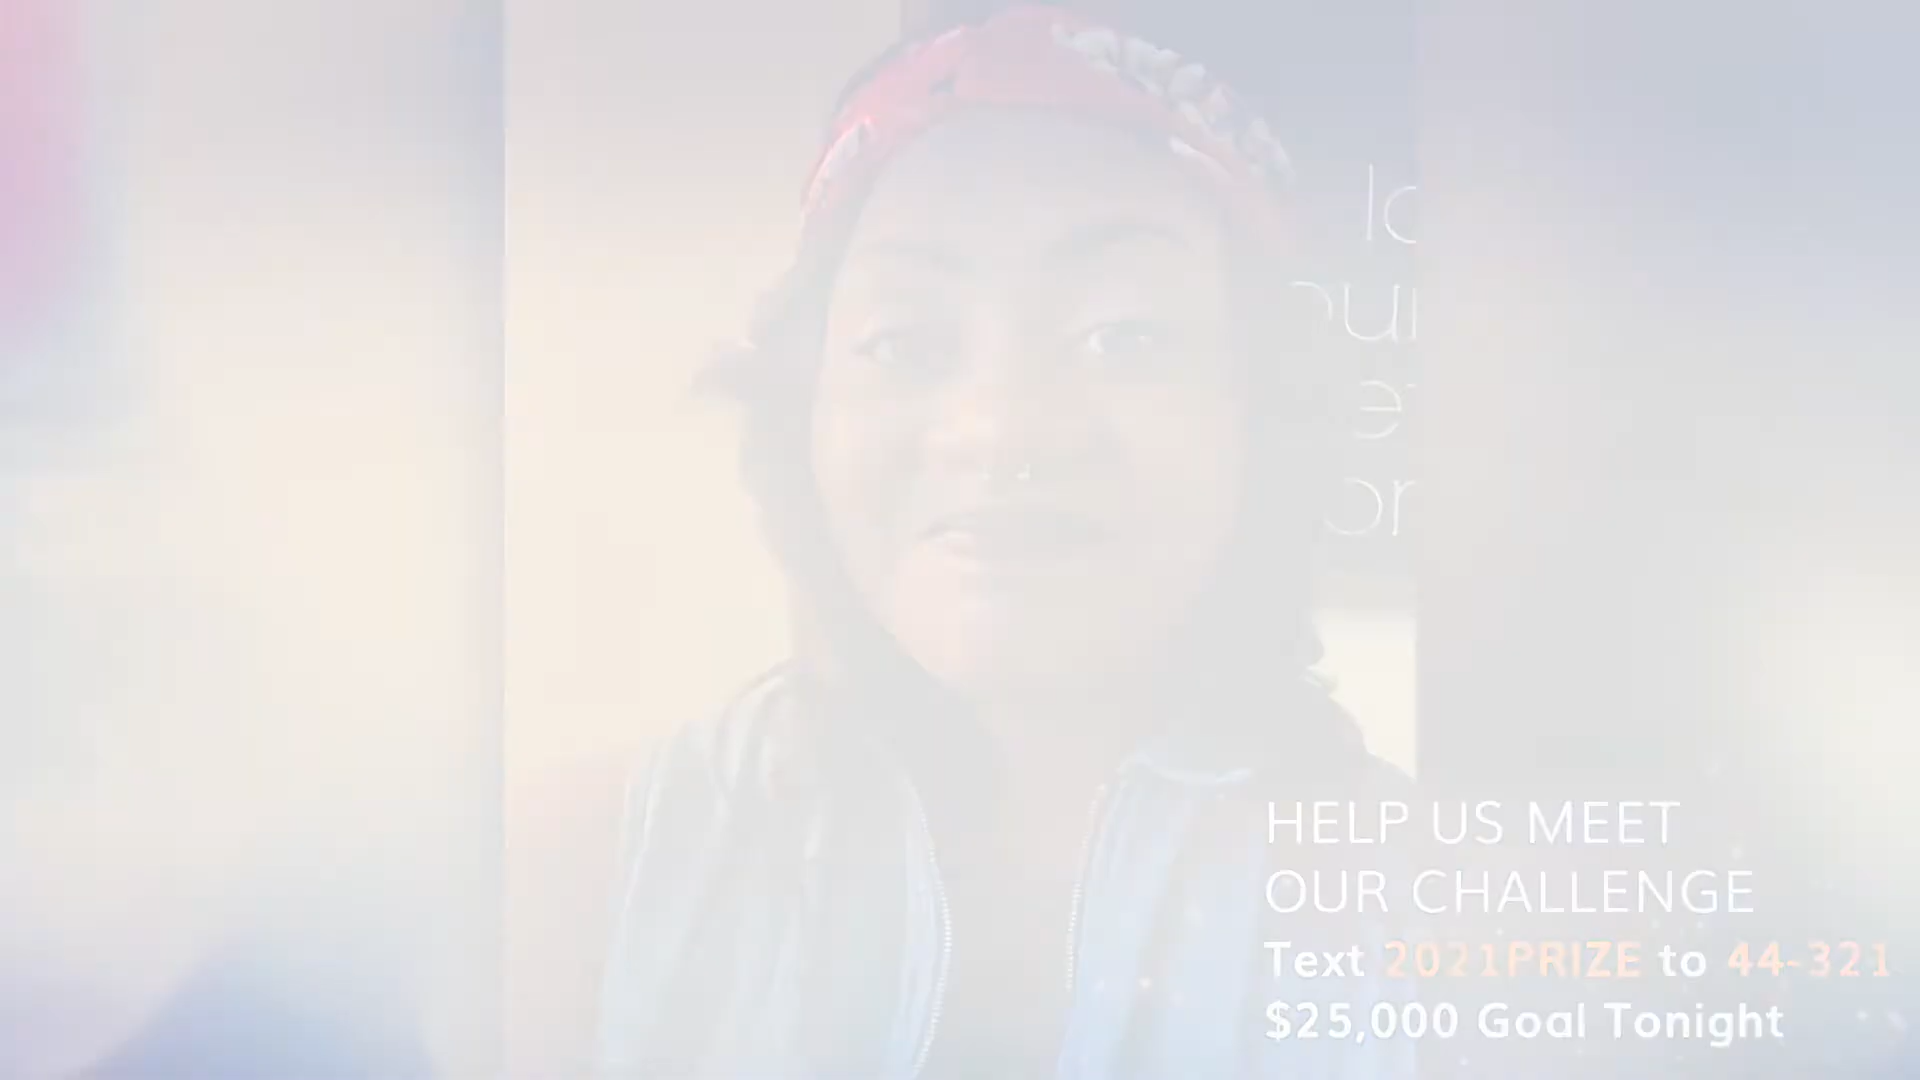 HELP US MEET
OUR CHALLENGE
Text 2021PRIZE to 44-321
$25,000 Goal Tonight